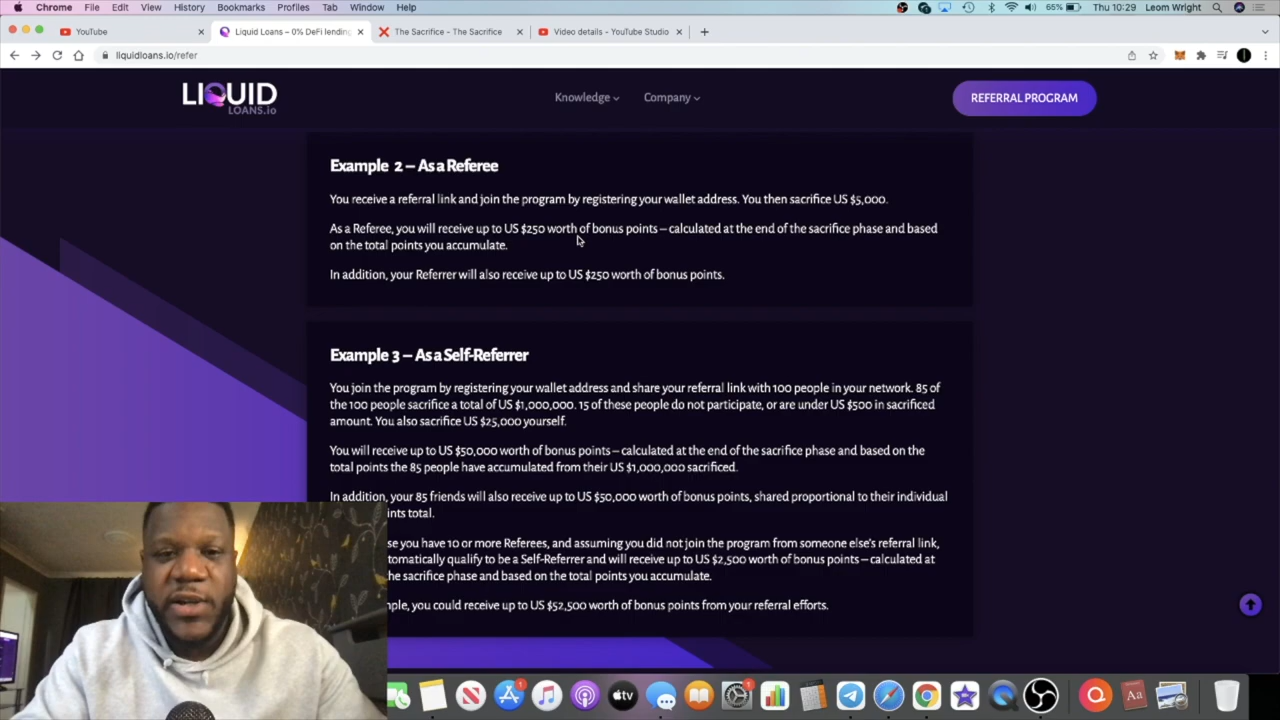 Chrome File Edit View History Bookmarks Profiles Tab Window Help 65% Thu 10:29 Leom Wright
YouTube Liquid Loans – 0% DeFi lending The Sacrifice - The Sacrifice Video details - YouTube Studio
liquidloans.io/refer
LIQUID
LOANS.io
Knowledge Company REFERRAL PROGRAM
Example 2 – As a Referee
You receive a referral link and join the program by registering your wallet address. You then sacrifice US $5,000.
As a Referee, you will receive up to US $250 worth of bonus points – calculated at the end of the sacrifice phase and based
on the total points you accumulate.
In addition, your Referrer will also receive up to US $250 worth of bonus points.
Example 3 – As a Self-Referrer
You join the program by registering your wallet address and share your referral link with 100 people in your network. 85 of
the 100 people sacrifice a total of US $1,000,000. 15 of these people do not participate, or are under US $500 in sacrificed
amount. You also sacrifice US $25,000 yourself.
You will receive up to US $50,000 worth of bonus points – calculated at the end of the sacrifice phase and based on the
total points the 85 people have accumulated from their US $1,000,000 sacrificed.
In addition, your 85 friends will also receive up to US $50,000 worth of bonus points, shared proportional to their individual
total.
you have 10 or more Referees, and assuming you did not join the program from someone else's referral link,
qualify to be a Self-Referrer and will receive up to US $2,500 worth of bonus points – calculated at
the sacrifice phase and based on the total points you accumulate.
you could receive up to US $52,500 worth of bonus points from your referral efforts.
tv
Aa